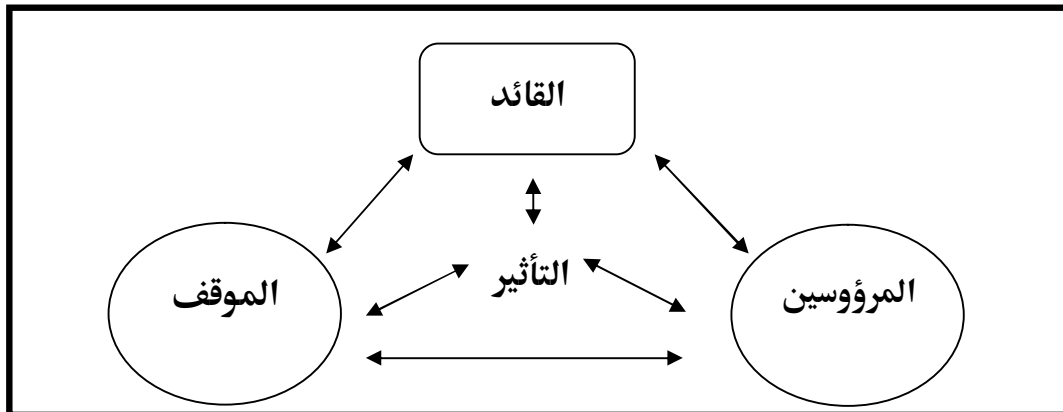 القائد
التأثير
المرؤوسين
الموقف